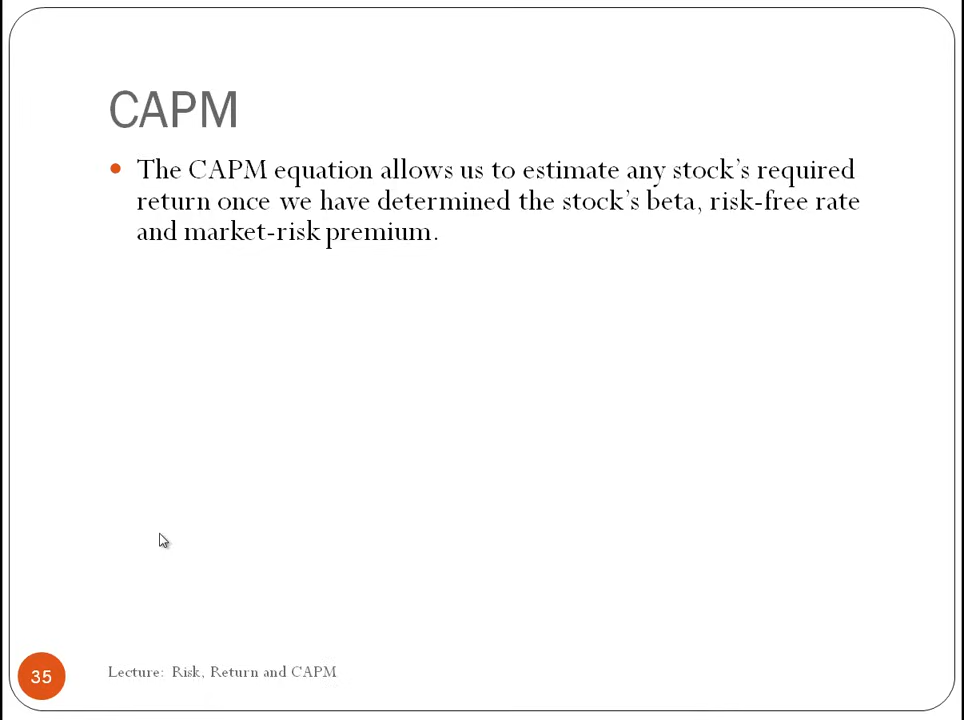 CAPM
The CAPM equation allows us to estimate any stock's required
return once we have determined the stock's beta, risk-free rate
and market-risk premium.
35
Lecture: Risk, Return and CAPM